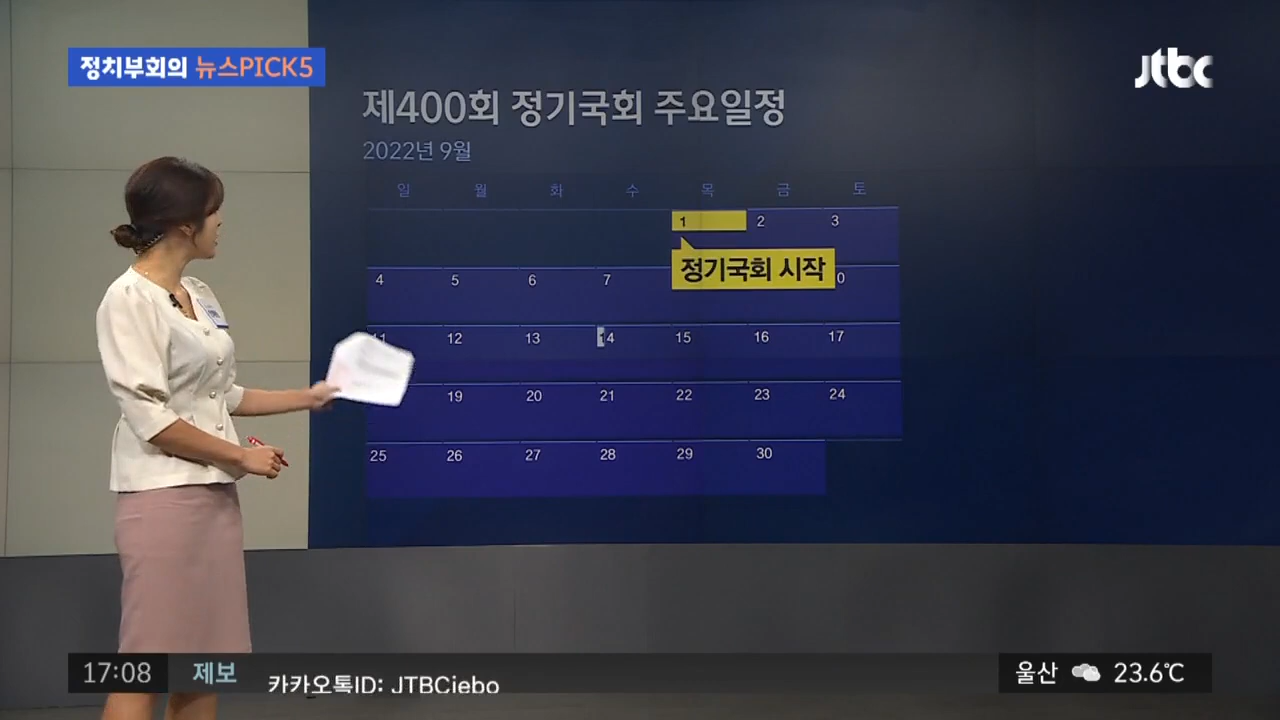 정치부회의 뉴스PICK5
jtbc
제400회 정기국회 주요일정
2022년 9월
일 월 화 수 목 금 토
1 2 3
정기국회 시작
4 5 6 7 0
11 12 13 14 15 16 17
19 20 21 22 23 24
25 26 27 28 29 30
17:08 제보 카카오톡ID: JTBCjebo
울산 23.6℃